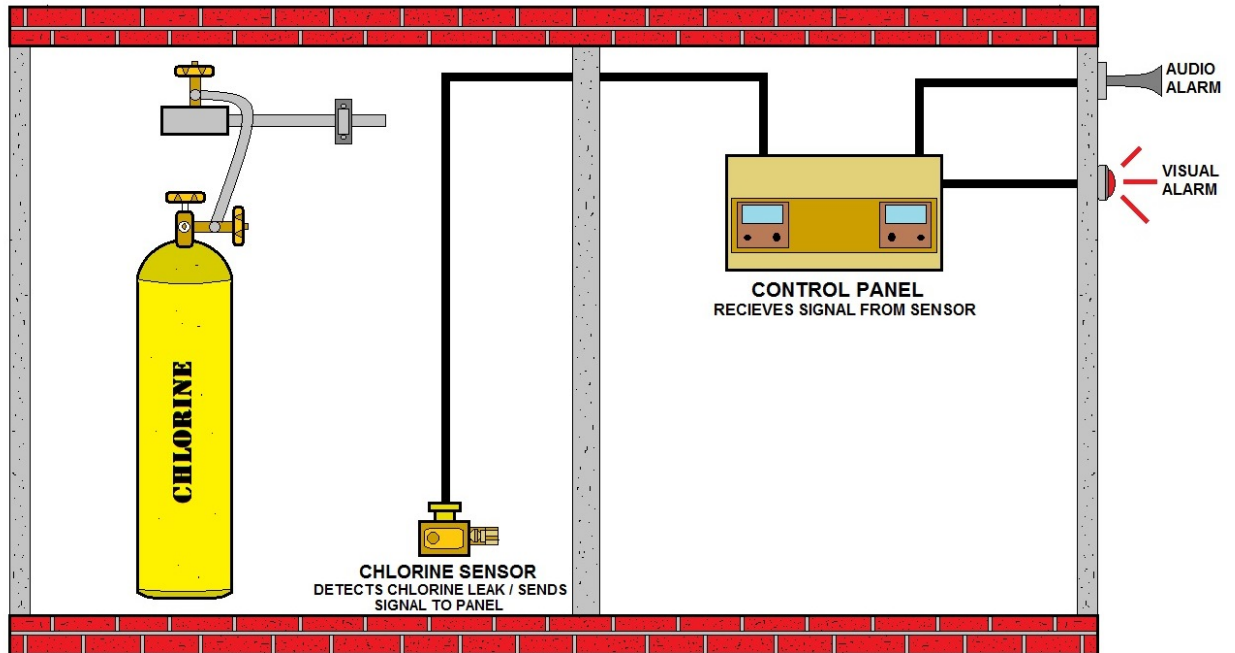 AUDIO
ALARM
VISUAL
ALARM
CONTROL PANEL
RECIEVES SIGNAL FROM SENSOR
CHLORINE
CHLORINE SENSOR
DETECTS CHLORINE LEAK / SENDS
SIGNAL TO PANEL